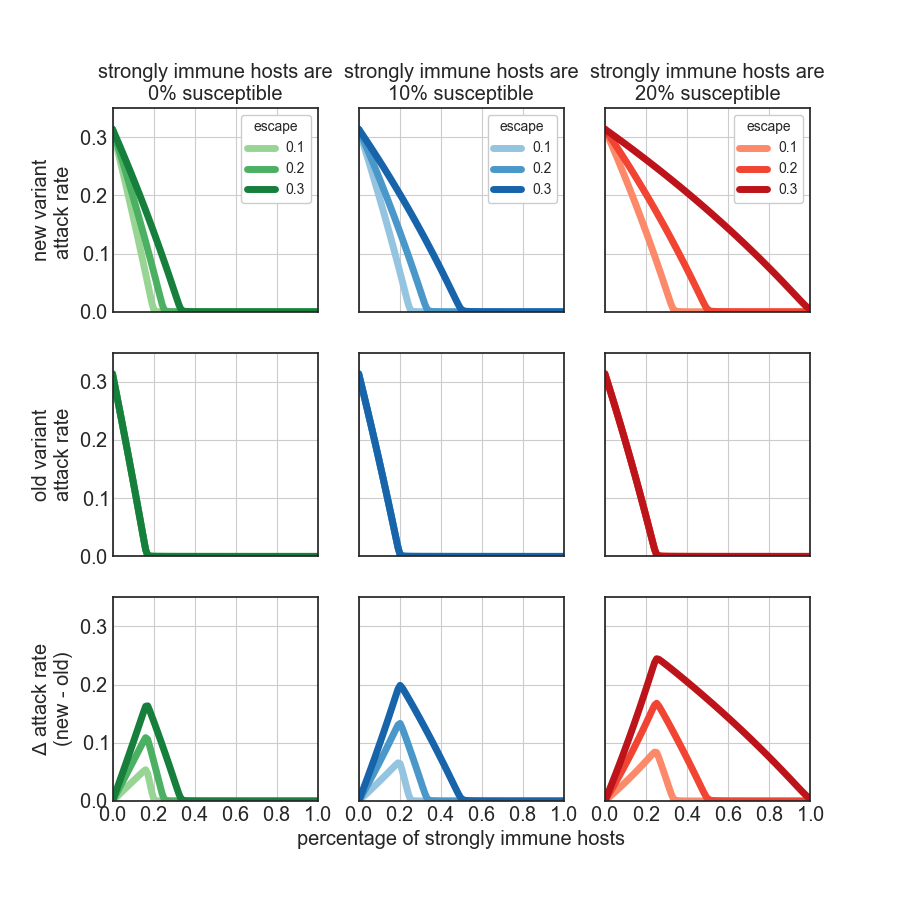 strongly immune hosts are
0% susceptible
strongly immune hosts are
10% susceptible
strongly immune hosts are
20% susceptible
new variant
attack rate
0.3
0.2
0.1
0.0
escape
0.1
0.2
0.3
escape
0.1
0.2
0.3
escape
0.1
0.2
0.3
old variant
attack rate
0.3
0.2
0.1
0.0
Δ attack rate
(new - old)
0.3
0.2
0.1
0.0
0.0 0.2 0.4 0.6 0.8 1.0
0.0 0.2 0.4 0.6 0.8 1.0
0.0 0.2 0.4 0.6 0.8 1.0
percentage of strongly immune hosts